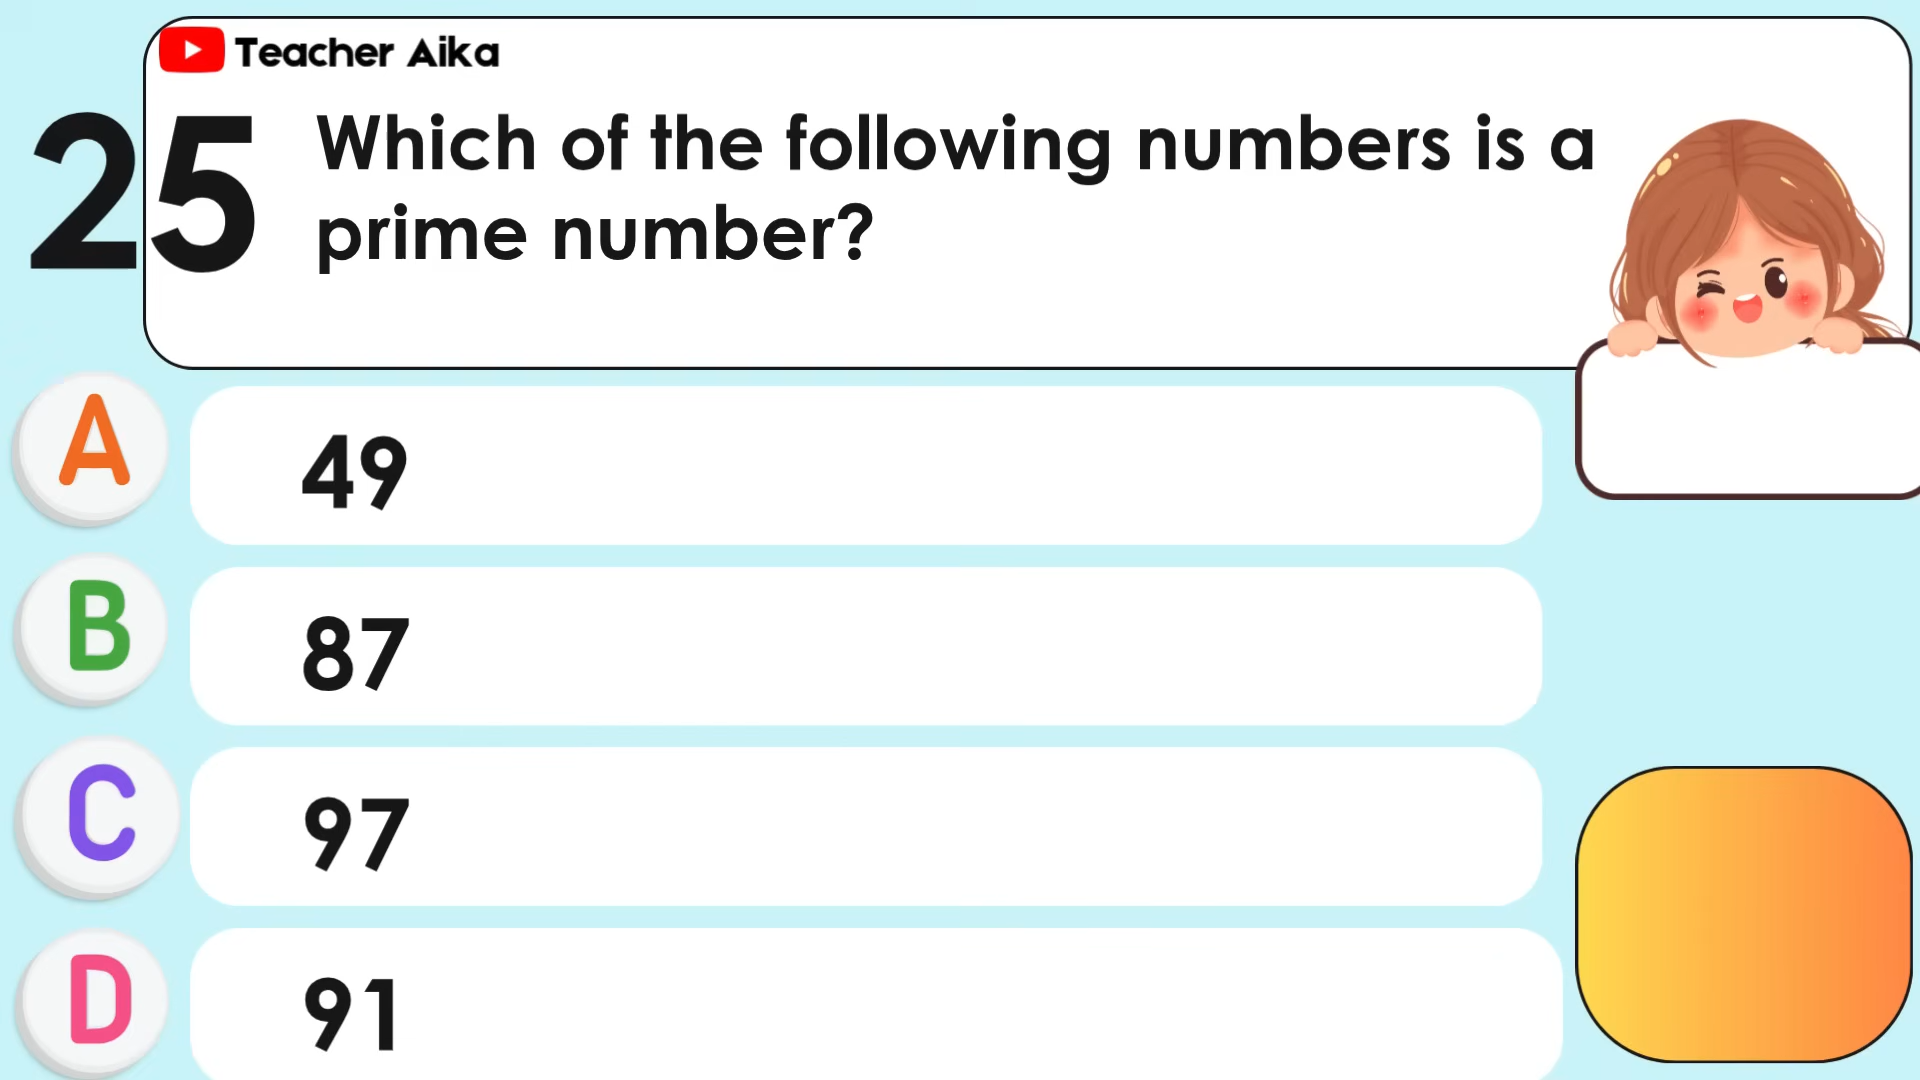 Teacher Aika
25 Which of the following numbers is a
prime number?
A 49
B 87
C 97
D 91